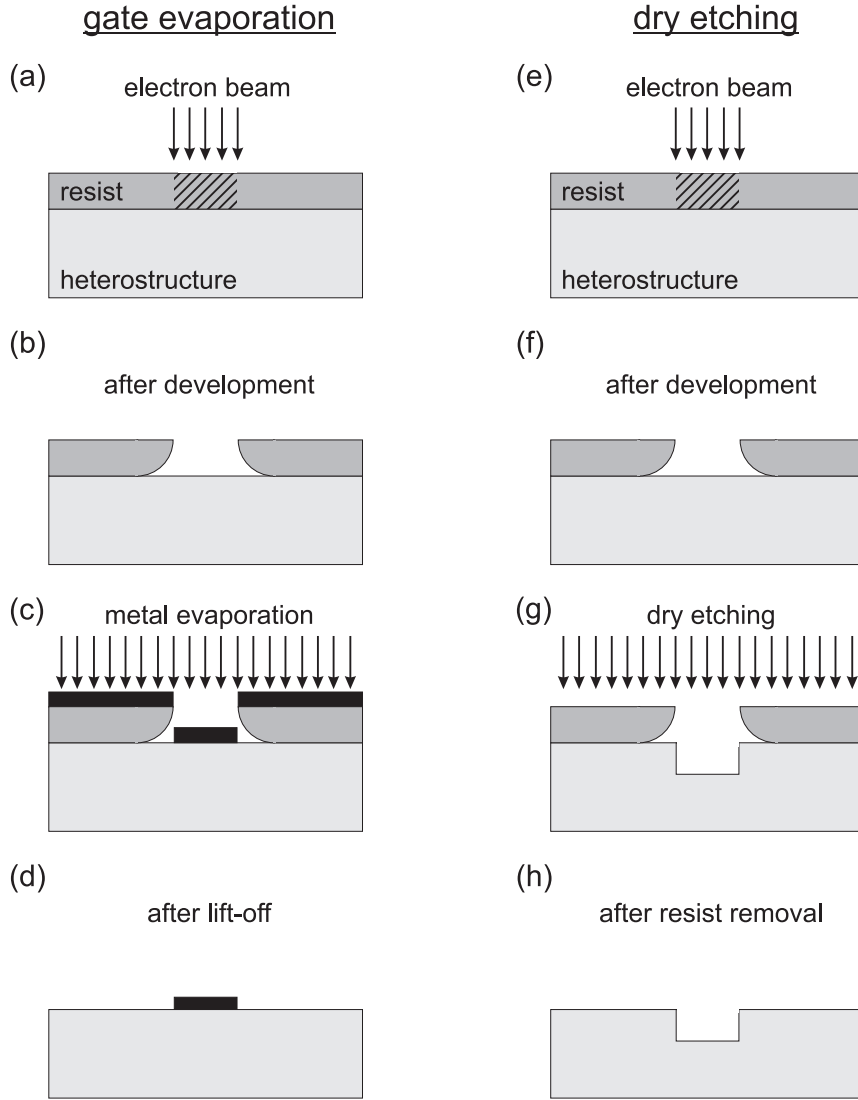 gate evaporation
(a)
electron beam
resist
heterostructure
(b)
after development
(c)
metal evaporation
(d)
after lift-off
dry etching
(e)
electron beam
resist
heterostructure
(f)
after development
(g)
dry etching
(h)
after resist removal